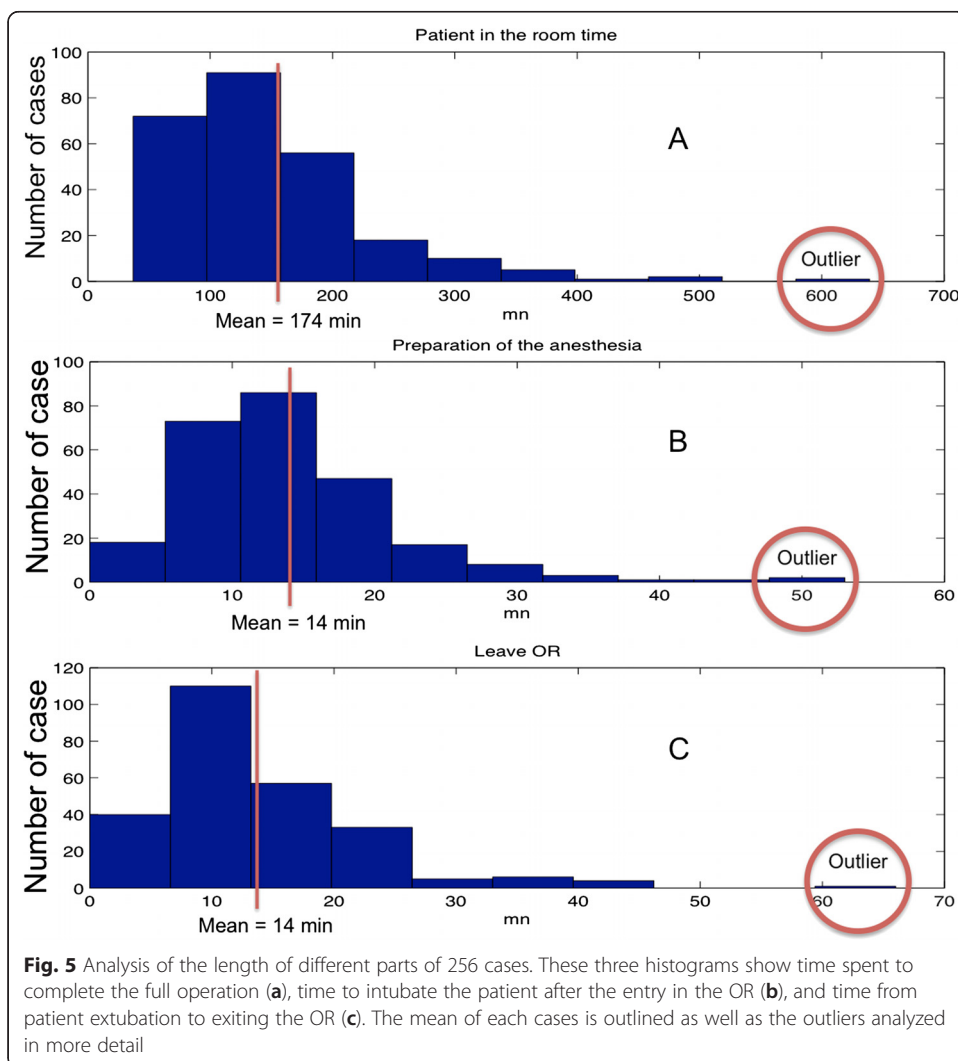 Patient in the room time
100
80
60
40
20
0
Number of cases
A
Outlier
0 100 200 300 400 500 600 700
mn
Mean = 174 min
Preparation of the anesthesia
100
80
60
40
20
0
Number of case
B
Outlier
0 10 20 30 40 50 60
mn
Mean = 14 min
Leave OR
120
100
80
60
40
20
0
Number of case
C
Outlier
0 10 20 30 40 50 60 70
mn
Mean = 14 min
Fig. 5 Analysis of the length of different parts of 256 cases. These three histograms show time spent to
complete the full operation (a), time to intubate the patient after the entry in the OR (b), and time from
patient extubation to exiting the OR (c). The mean of each cases is outlined as well as the outliers analyzed
in more detail